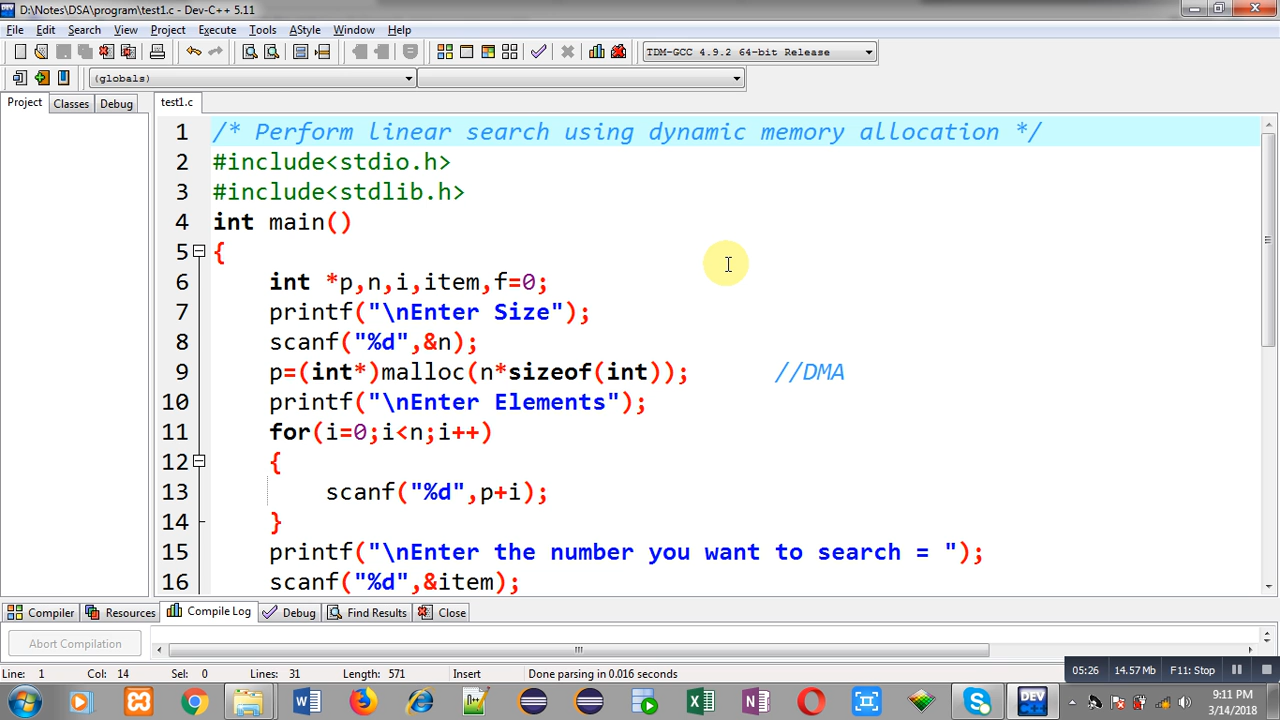 D:\Notes\DSA\program\test1.c - Dev-C++ 5.11
File Edit Search View Project Execute Tools AStyle Window Help
TDM-GCC 4.9.2 64-bit Release
(globals)
Project Classes Debug test1.c
1 /* Perform linear search using dynamic memory allocation */
2 #include<stdio.h>
3 #include<stdlib.h>
4 int main()
5 {
6 int *p,n,i,item,f=0;
7 printf("\nEnter Size");
8 scanf("%d",&n);
9 p=(int*)malloc(n*sizeof(int)); //DMA
10 printf("\nEnter Elements");
11 for(i=0;i<n;i++)
12 {
13 scanf("%d",p+i);
14 }
15 printf("\nEnter the number you want to search = ");
16 scanf("%d",&item);
Compiler Resources Compile Log Debug Find Results Close
Abort Compilation
Line: 1 Col: 14 Sel: 0 Lines: 31 Length: 571 Insert Done parsing in 0.016 seconds
05:26 14.57 Mb F11: Stop
DEV
9:11 PM
3/14/2018